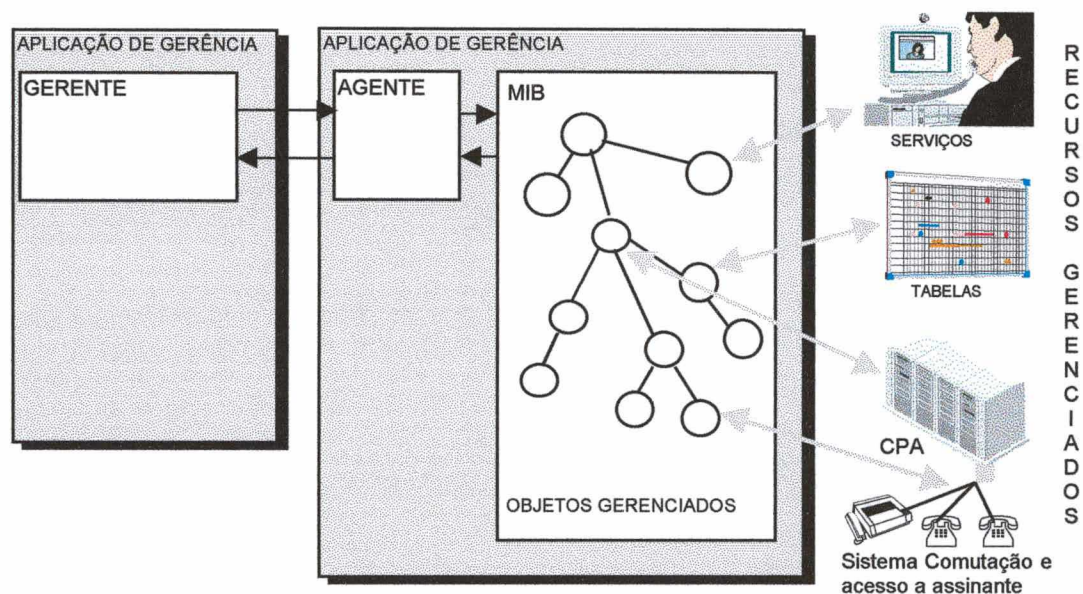 APLICAÇÃO DE GERÊNCIA
GERENTE
APLICAÇÃO DE GERÊNCIA
AGENTE
MIB
OBJETOS GERENCIADOS
SERVIÇOS
TABELAS
CPA
Sistema Comutação e
acesso a assinante
RECURSOS GERENCIADOS